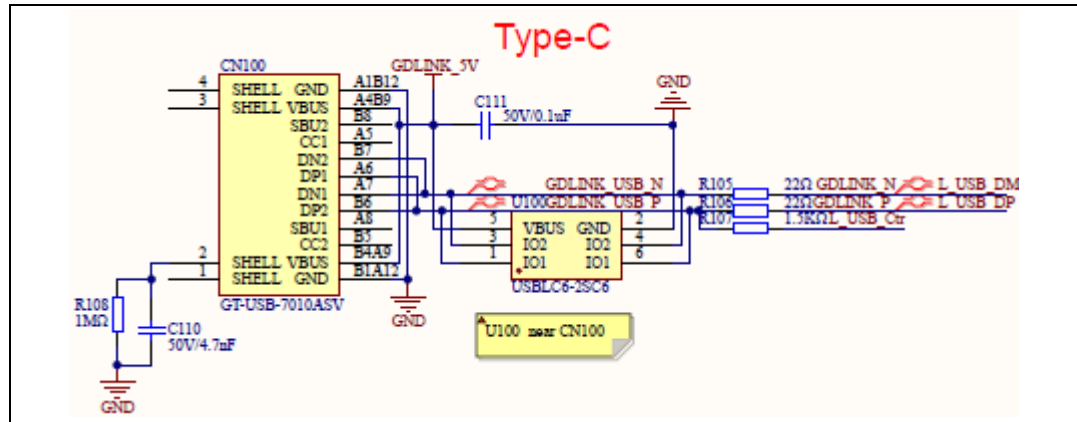 Type-C
CN100
GDLINK_5V
GND
4 SHELL GND A1B12
3 SHELL VBUS A4B9
SBU2 B8
CC1 A5
DN2 B7
DP1 A6
DN1 A7
DP2 B6
SBU1 A8
CC2 B5
2 SHELL VBUS B4A9
1 SHELL GND B1A12
GT-USB-7010ASV
C111
50V/0.1uF
GDLINK_USB_N
U100 GDLINK_USB_P
5 VBUS GND 2
3 IO2 IO2 4
1 IO1 IO1 6
USBLC6-2SC6
R105 22Ω GDLINK_N L_USB_DM
R106 22Ω GDLINK_P L_USB_DP
R107 1.5KΩ L_USB_Ctr
R108
1MΩ
C110
50V/4.7nF
GND
GND
U100 near CN100